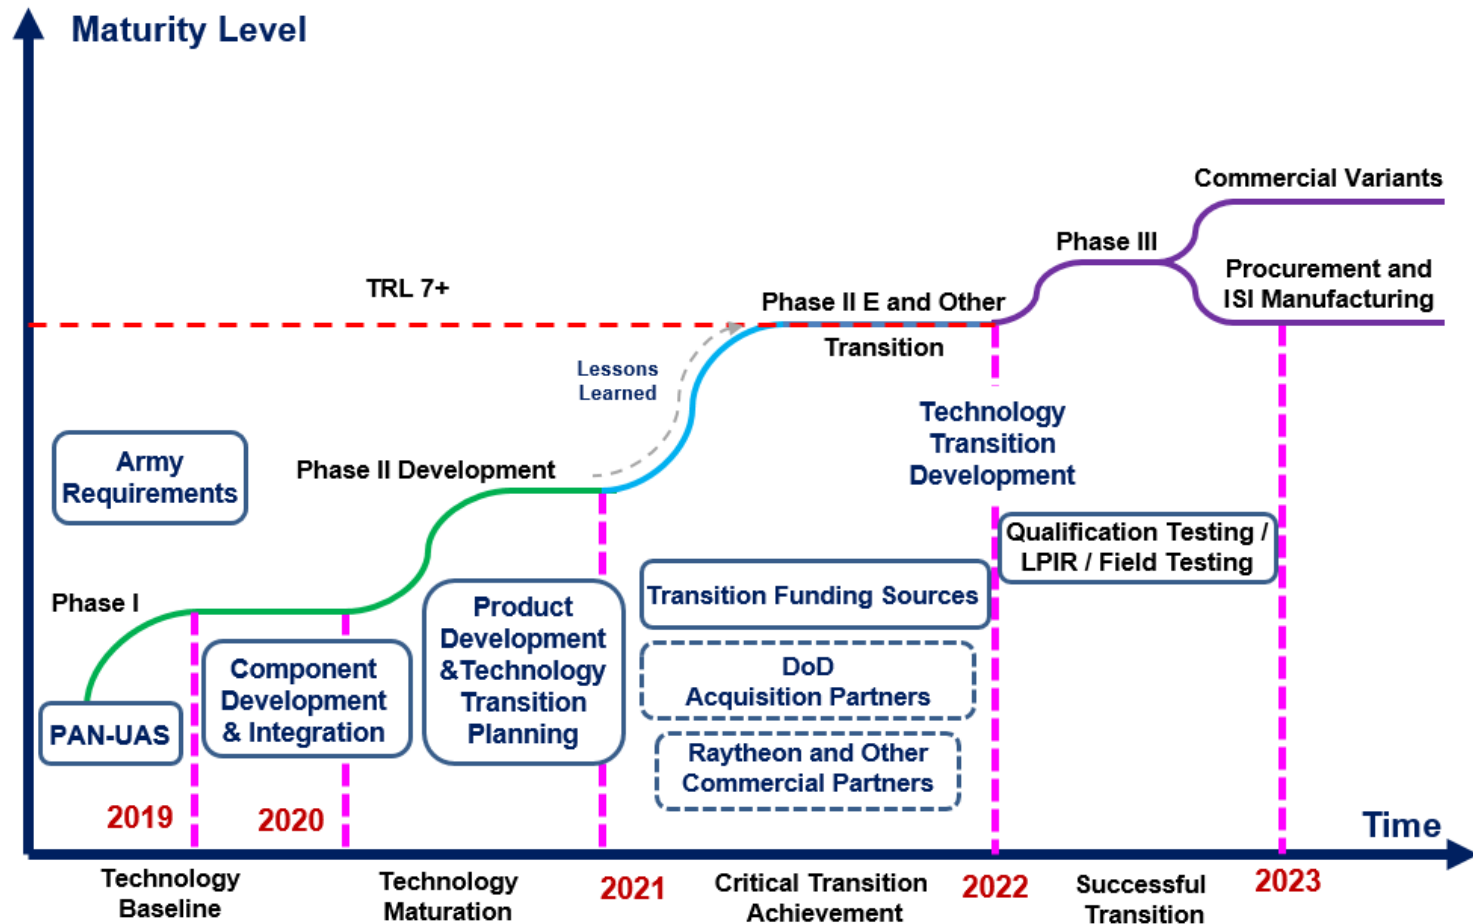 Maturity Level
Commercial Variants
Phase III
Procurement and
ISI Manufacturing
TRL 7+
Phase II E and Other
Transition
Lessons
Learned
Technology
Transition
Development
Army
Requirements
Phase II Development
Qualification Testing /
LPIR / Field Testing
Phase I
Transition Funding Sources
Product
Development
&Technology
Transition
Planning
Component
Development
& Integration
DoD
Acquisition Partners
PAN-UAS
Raytheon and Other
Commercial Partners
2019
2020
Time
Technology
Baseline
Technology
Maturation
2021
Critical Transition
Achievement
2022
Successful
Transition
2023